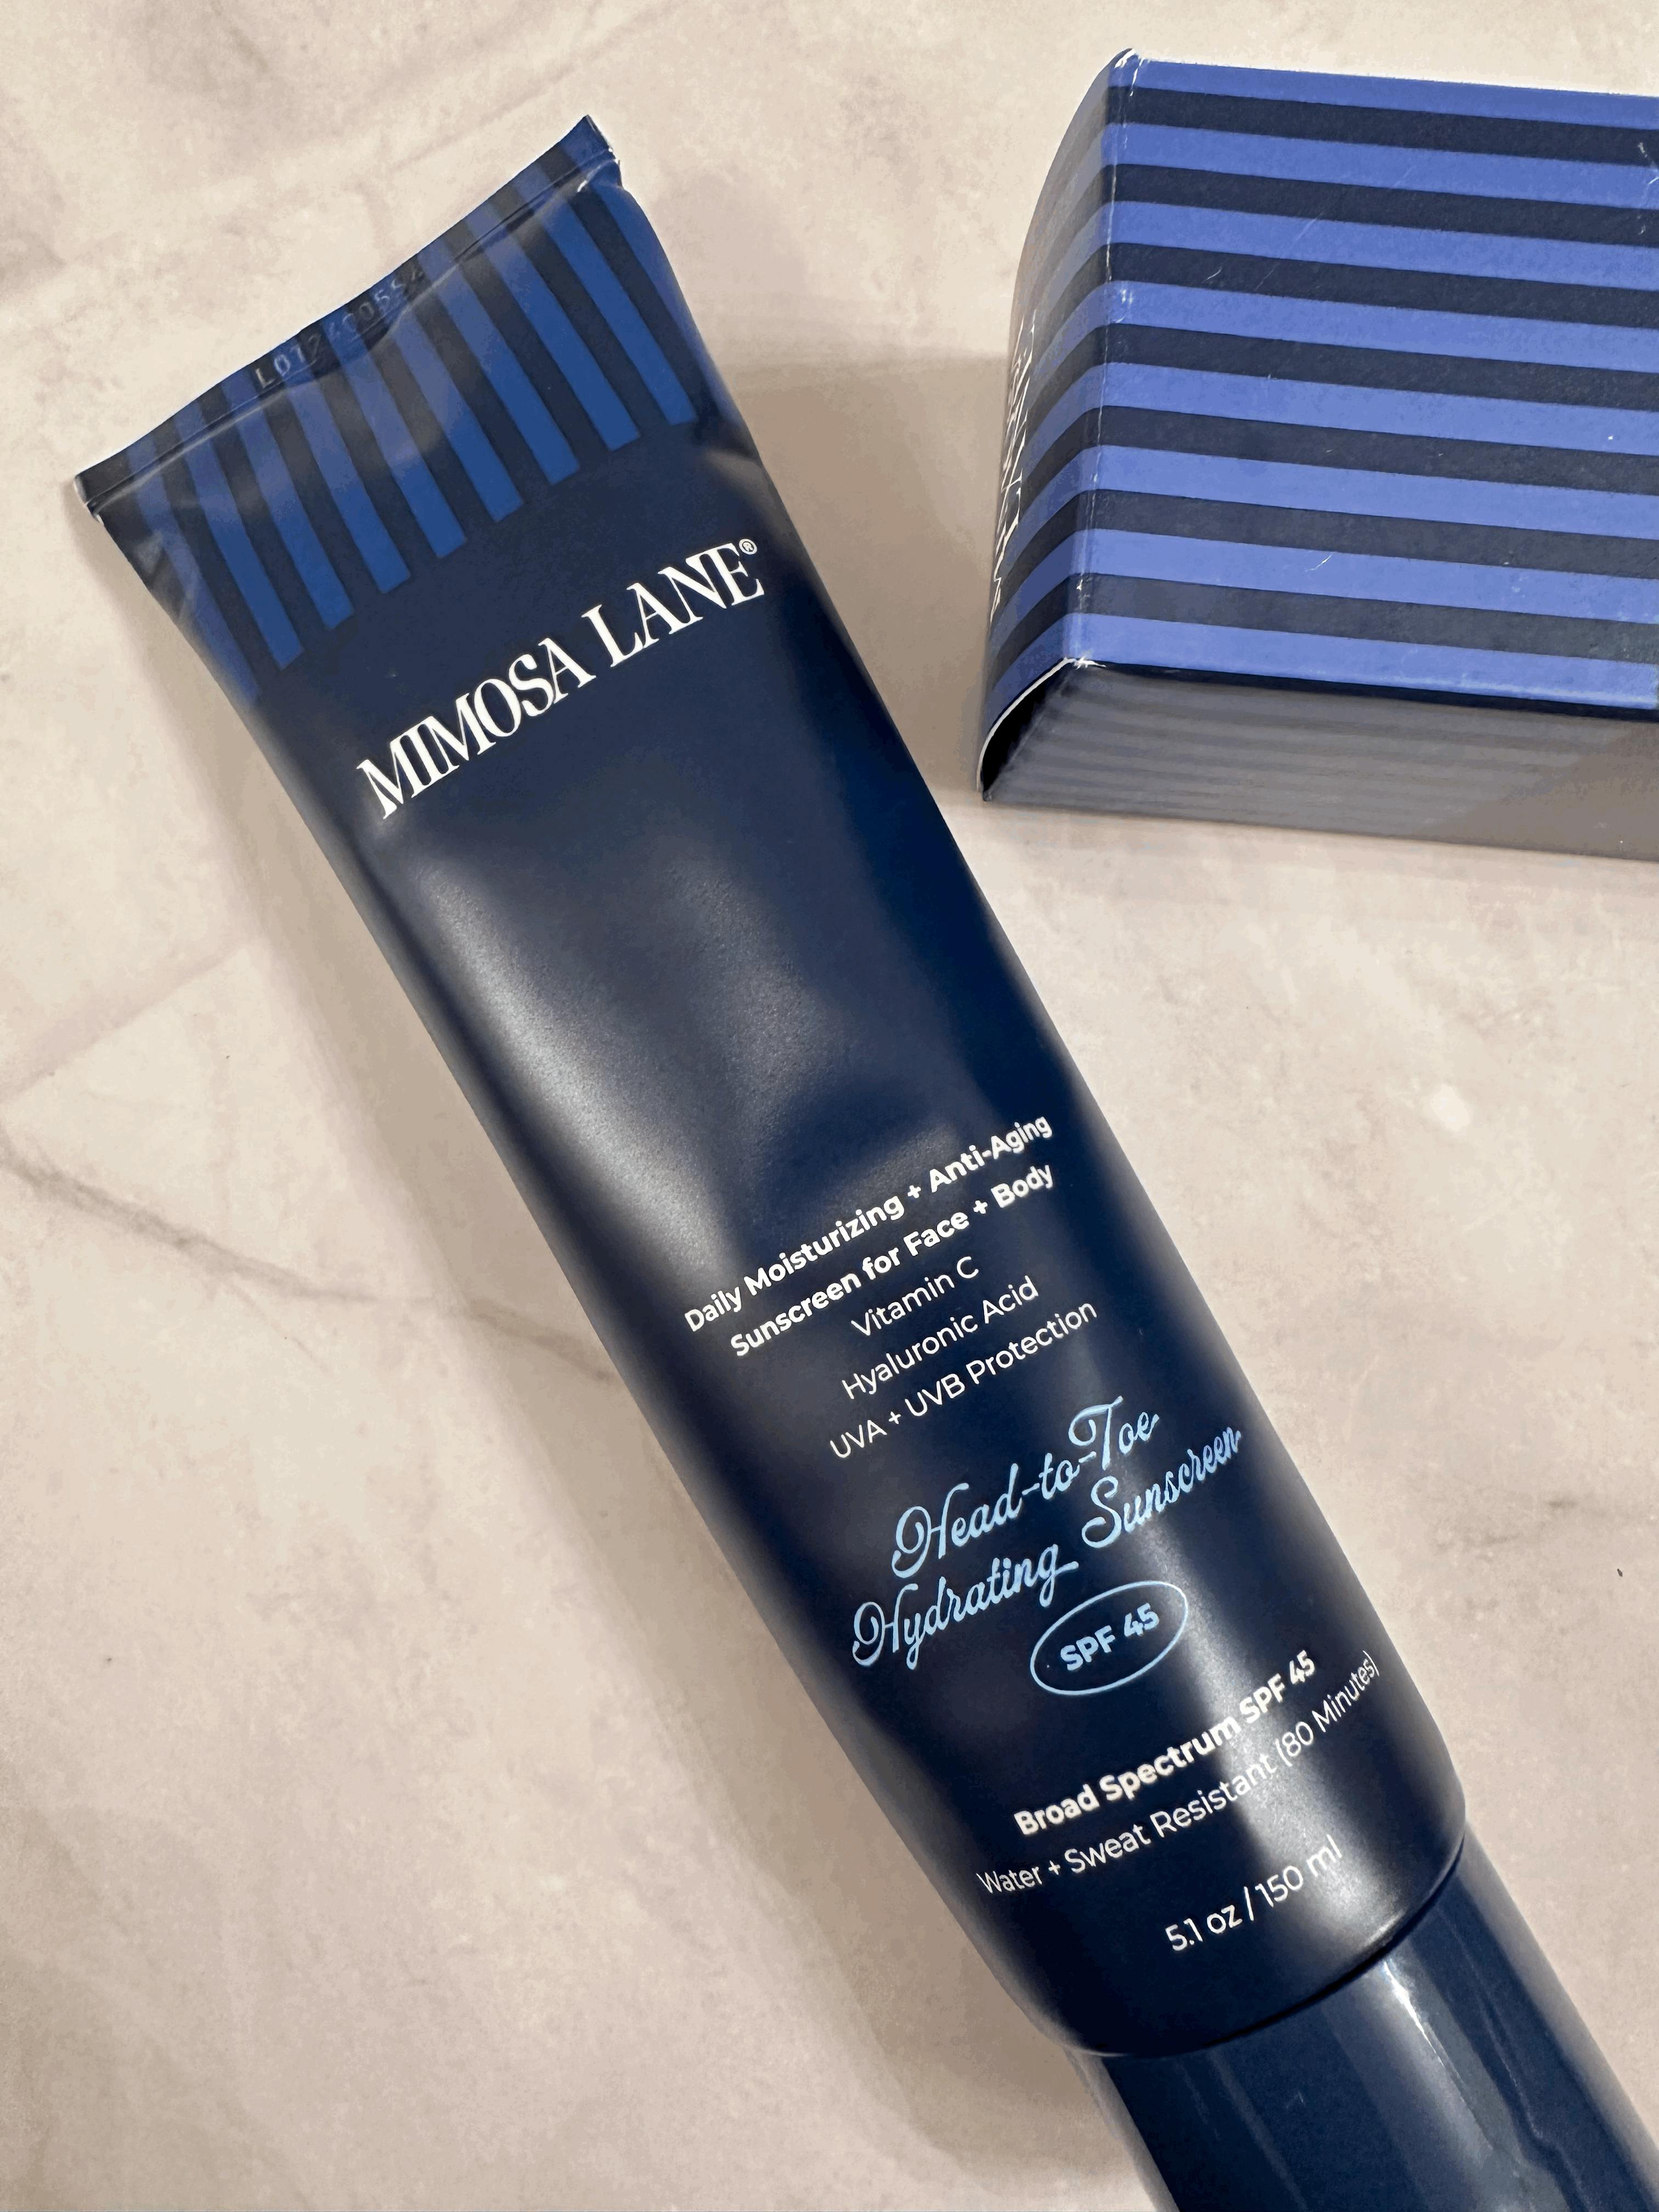 MIMOSA LANE®
Daily Moisturizing + Anti-Aging
Sunscreen for Face + Body
Vitamin C
Hyaluronic Acid
UVA + UVB Protection
Head-to-Toe
Hydrating Sunscreen
SPF 45
Broad Spectrum SPF 45
Water + Sweat Resistant (80 Minutes)
5.1 oz / 150 ml